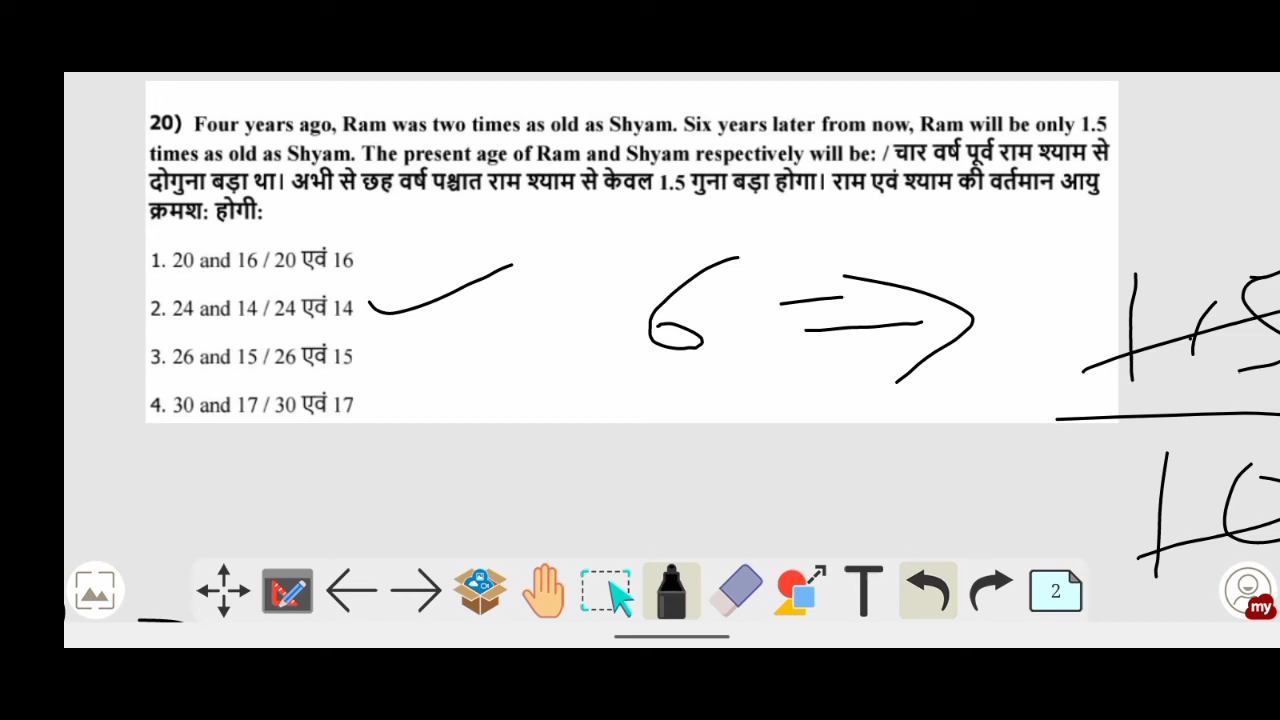 20) Four years ago, Ram was two times as old as Shyam. Six years later from now, Ram will be only 1.5
times as old as Shyam. The present age of Ram and Shyam respectively will be: / चार वर्ष पूर्व राम श्याम से
दोगुना बड़ा था। अभी से छह वर्ष पश्चात राम श्याम से केवल 1.5 गुना बड़ा होगा। राम एवं श्याम की वर्तमान आयु
क्रमश: होगी:
1. 20 and 16 / 20 एवं 16
2. 24 and 14 / 24 एवं 14
3. 26 and 15 / 26 एवं 15
4. 30 and 17 / 30 एवं 17
6 ⇒
10
T
2
my